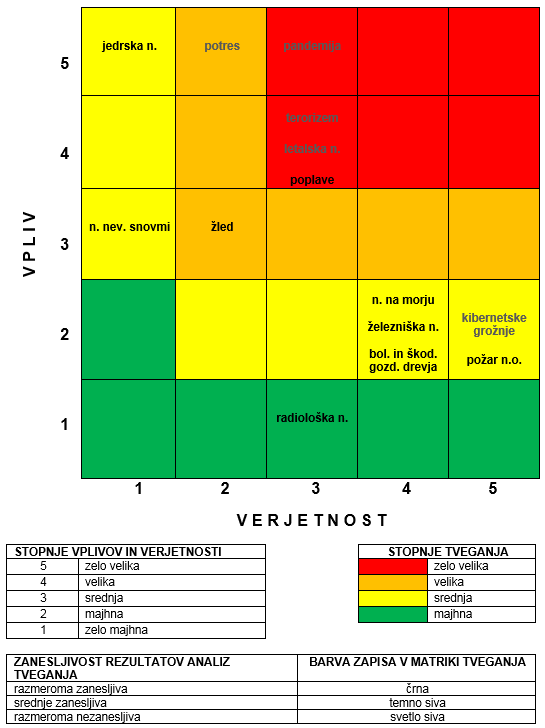 jedrska n.
potres
pandemija
5
terorizem
letalska n.
poplave
4
n. nev. snovmi
žled
3
VPLIV
n. na morju
železniška n.
bol. in škod.
gozd. drevja
kibernetske
grožnje
požar n.o.
2
radiološka n.
1
1 2 3 4 5
VERJETNOST
STOPNJE VPLIVOV IN VERJETNOSTI
5 zelo velika
4 velika
3 srednja
2 majhna
1 zelo majhna
STOPNJE TVEGANJA
zelo velika
velika
srednja
majhna
ZANESLJIVOST REZULTATOV ANALIZ
TVEGANJA
BARVA ZAPISA V MATRIKI TVEGANJA
razmeroma zanesljiva črna
srednje zanesljiva temno siva
razmeroma nezanesljiva svetlo siva